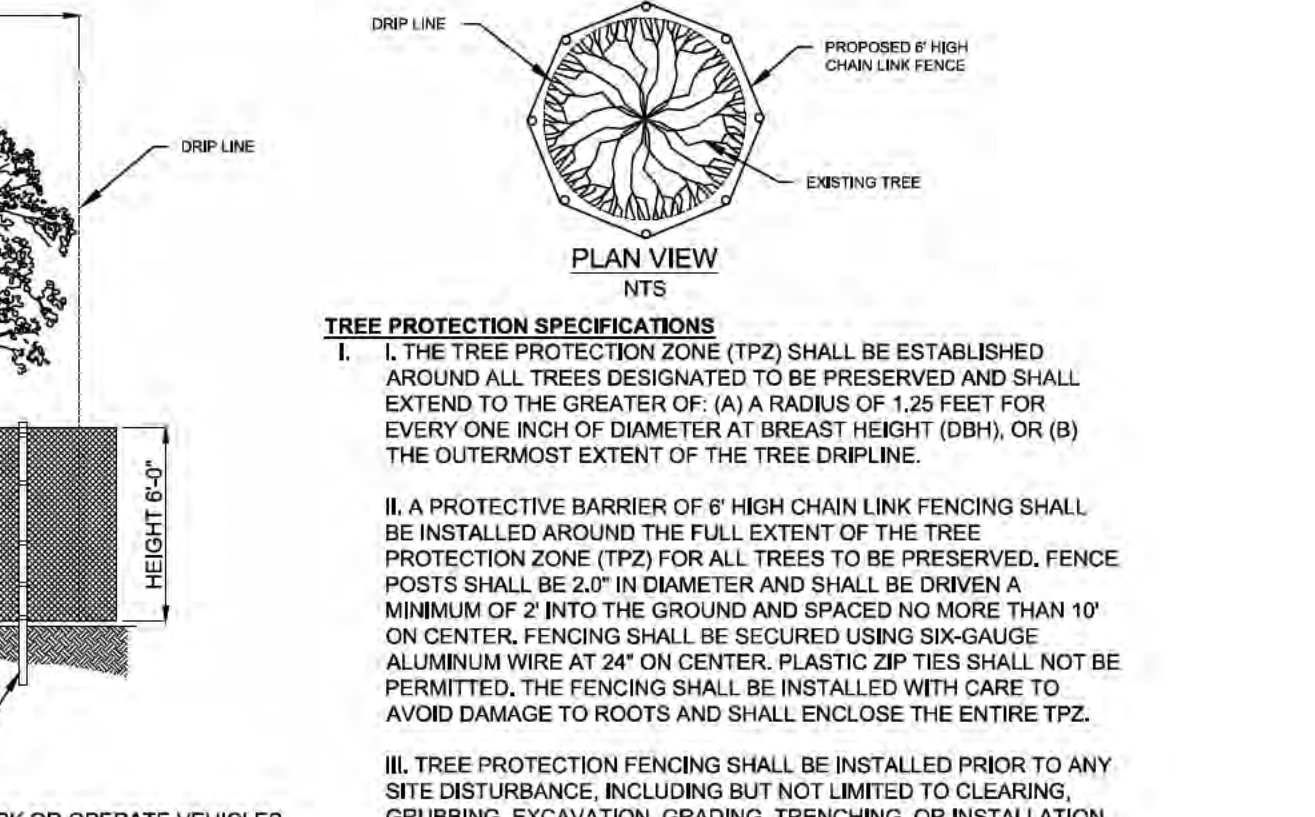 DRIP LINE
PROPOSED 6' HIGH
CHAIN LINK FENCE
DRIP LINE
EXISTING TREE
PLAN VIEW
NTS
HEIGHT 6'-0"
TREE PROTECTION SPECIFICATIONS
I. I. THE TREE PROTECTION ZONE (TPZ) SHALL BE ESTABLISHED
AROUND ALL TREES DESIGNATED TO BE PRESERVED AND SHALL
EXTEND TO THE GREATER OF: (A) A RADIUS OF 1.25 FEET FOR
EVERY ONE INCH OF DIAMETER AT BREAST HEIGHT (DBH), OR (B)
THE OUTERMOST EXTENT OF THE TREE DRIPLINE.
II. A PROTECTIVE BARRIER OF 6' HIGH CHAIN LINK FENCING SHALL
BE INSTALLED AROUND THE FULL EXTENT OF THE TREE
PROTECTION ZONE (TPZ) FOR ALL TREES TO BE PRESERVED. FENCE
POSTS SHALL BE 2.0" IN DIAMETER AND SHALL BE DRIVEN A
MINIMUM OF 2' INTO THE GROUND AND SPACED NO MORE THAN 10'
ON CENTER. FENCING SHALL BE SECURED USING SIX-GAUGE
ALUMINUM WIRE AT 24" ON CENTER. PLASTIC ZIP TIES SHALL NOT BE
PERMITTED. THE FENCING SHALL BE INSTALLED WITH CARE TO
AVOID DAMAGE TO ROOTS AND SHALL ENCLOSE THE ENTIRE TPZ.
III. TREE PROTECTION FENCING SHALL BE INSTALLED PRIOR TO ANY
SITE DISTURBANCE, INCLUDING BUT NOT LIMITED TO CLEARING,
GRUBBING, EXCAVATION, GRADING, TRENCHING, OR INSTALLATION
OR OPERATE VEHICLES